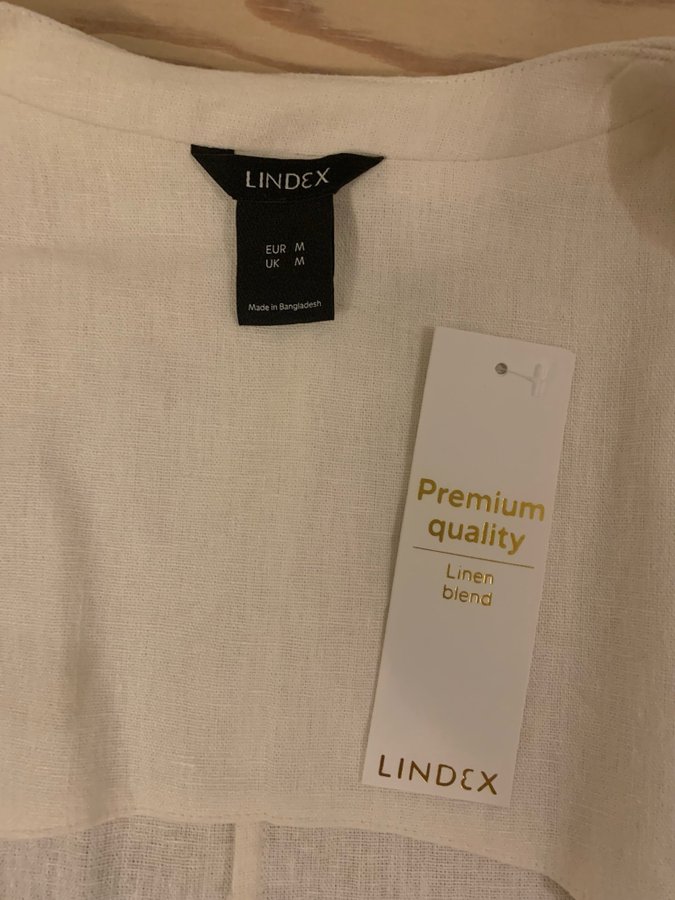 LINDEX
EUR M
UK M
Made in Bangladesh
Premium
quality
Linen
blend
LINDEX